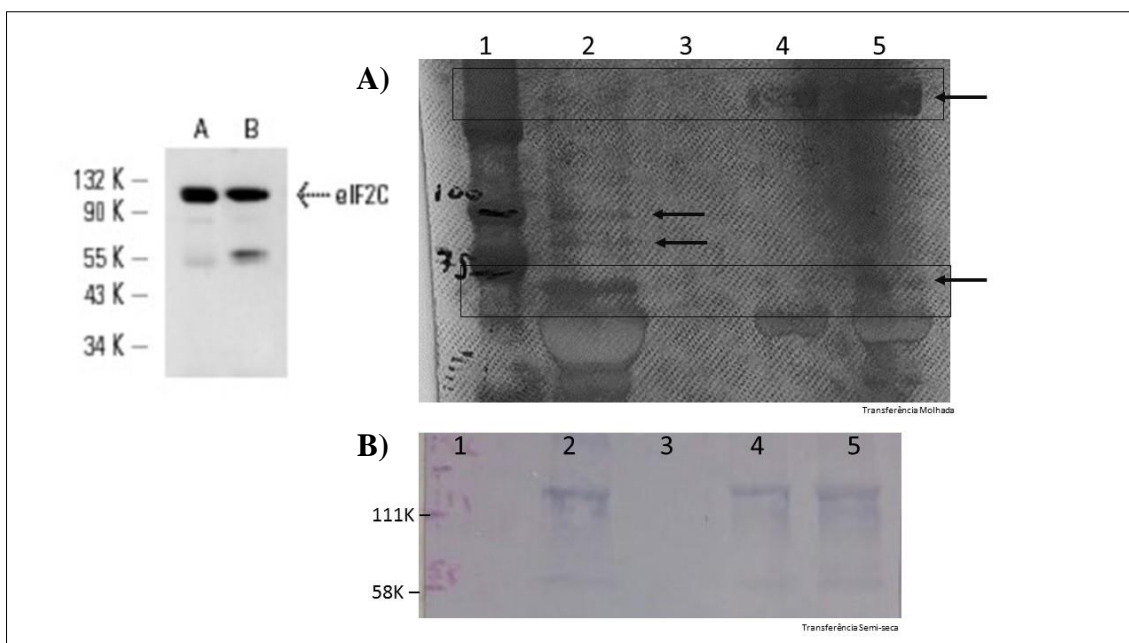 A B
132 K –
90 K –
55 K –
43 K –
34 K –
eIF2C
A)
1 2 3 4 5
100
75
Transferência Molhada
B)
1 2 3 4 5
111K
58K
Transferência Semi-seca